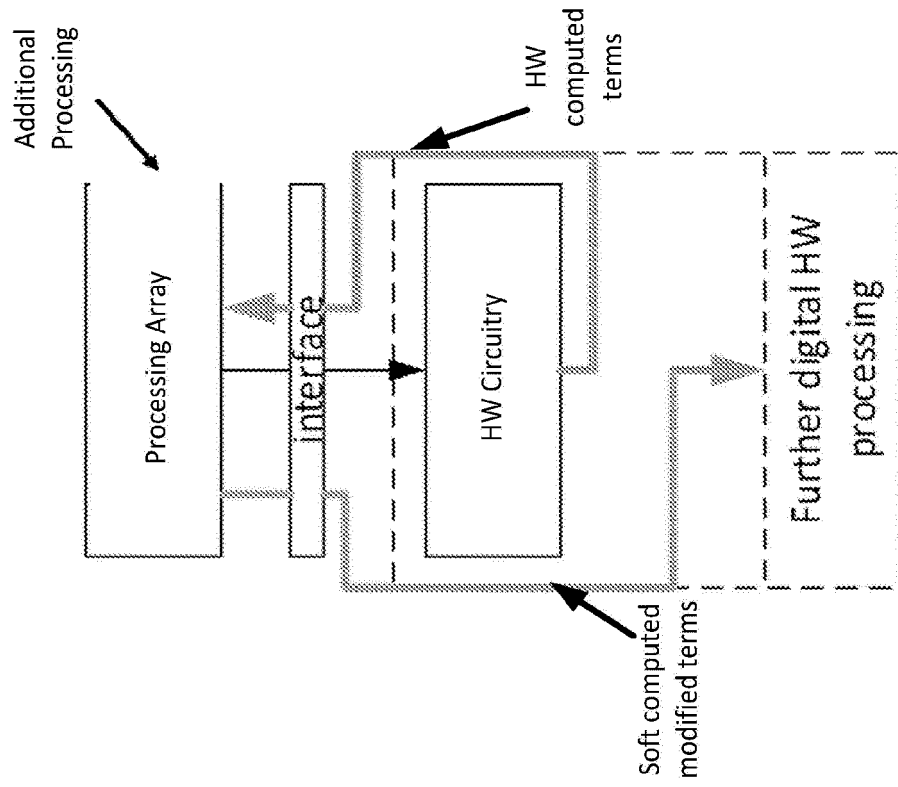 Additional
Processing
Processing Array
interface
HW Circuitry
HW
computed
terms
Soft computed
modified terms
Further digital HW
processing